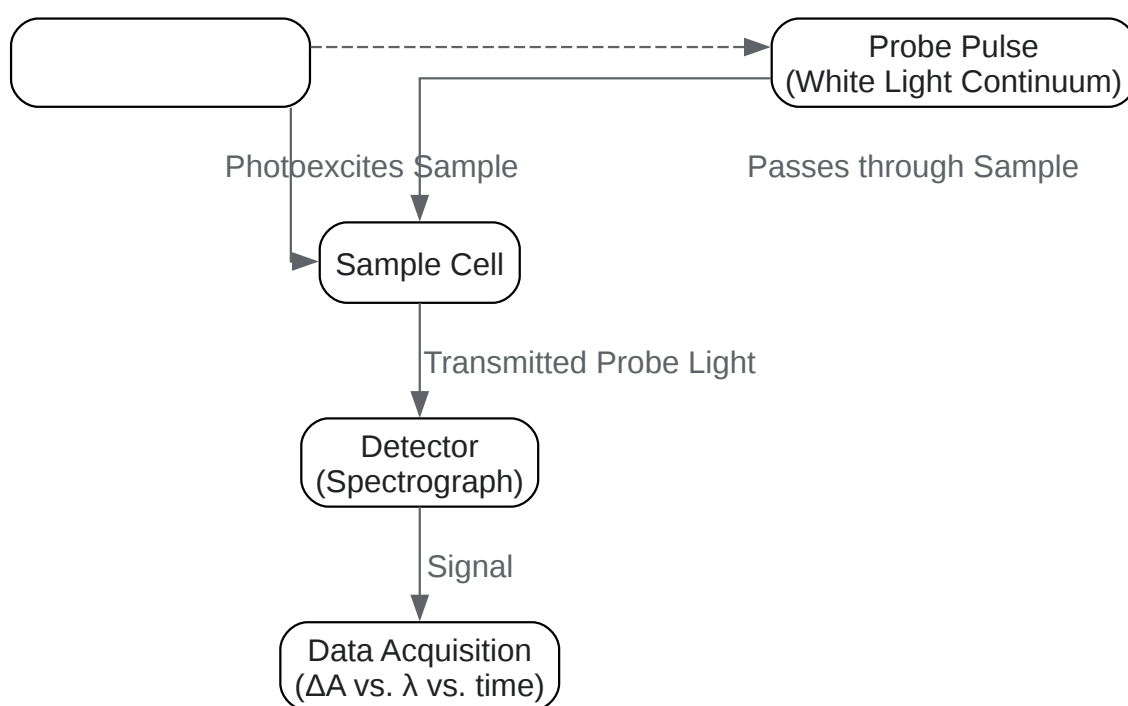 Probe Pulse
(White Light Continuum)
Photoexcites Sample
Passes through Sample
Sample Cell
Transmitted Probe Light
Detector
(Spectrograph)
Signal
Data Acquisition
(ΔA vs. λ vs. time)